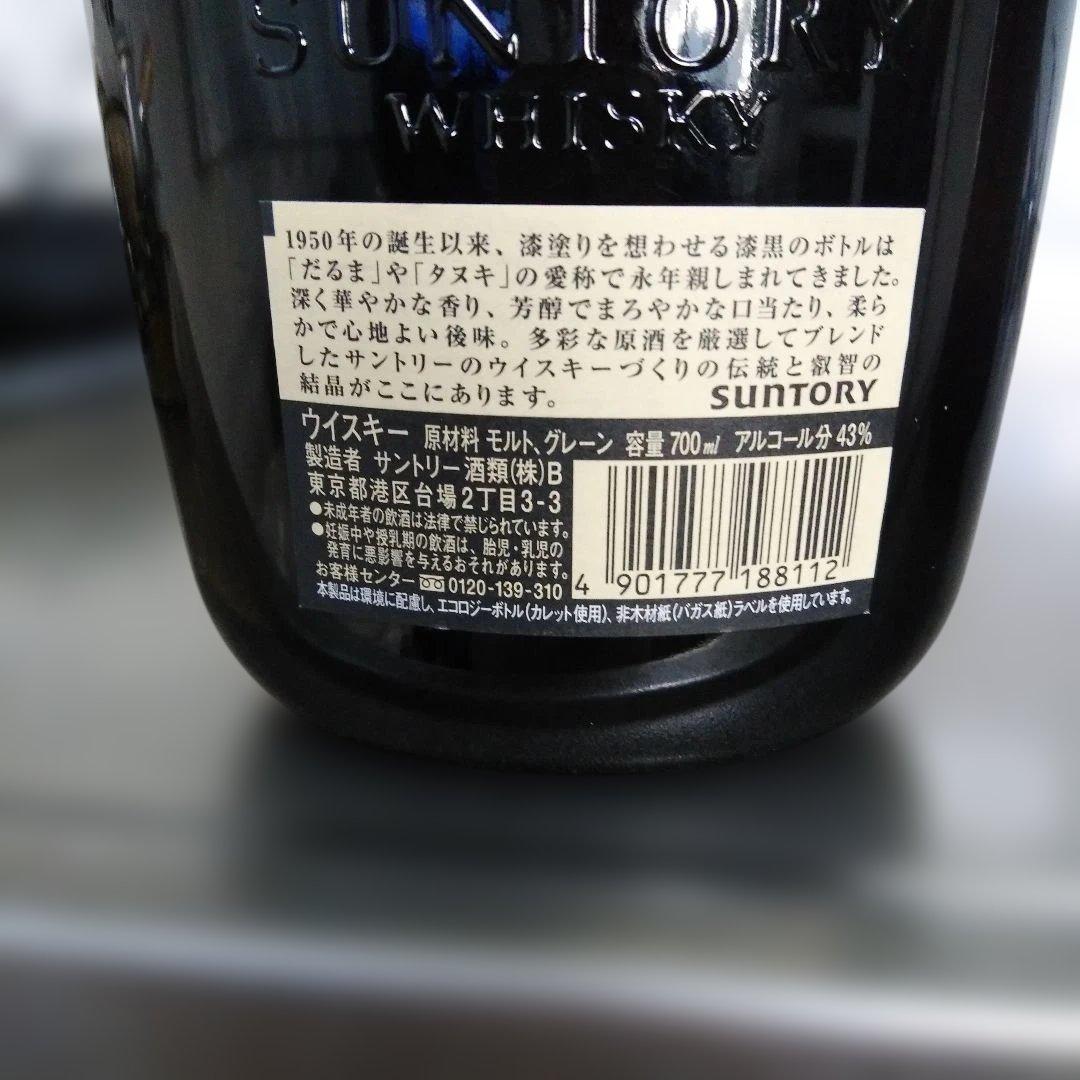 SUNTORY
WHISKY
1950年の誕生以来、漆塗りを想わせる漆黒のボトルは
「だるま」や「タヌキ」の愛称で永年親しまれてきました。
深く華やかな香り、芳醇でまろやかな口当たり、柔ら
かで心地よい後味。多彩な原酒を厳選してブレンド
したサントリーのウイスキーづくりの伝統と叡智の
結晶がここにあります。 SUNTORY
ウイスキー 原材料 モルト、グレーン 容量700ml アルコール分43%
製造者 サントリー酒類(株)B
東京都港区台場2丁目3-3
●未成年者の飲酒は法律で禁じられています。
●妊娠中や授乳期の飲酒は、胎児・乳児の
発育に悪影響を与えるおそれがあります。
お客様センター 0120-139-310
4 901777 188112
本製品は環境に配慮し、エコロジーボトル(カレット使用)、非木材紙(バガス紙)ラベルを使用しています。